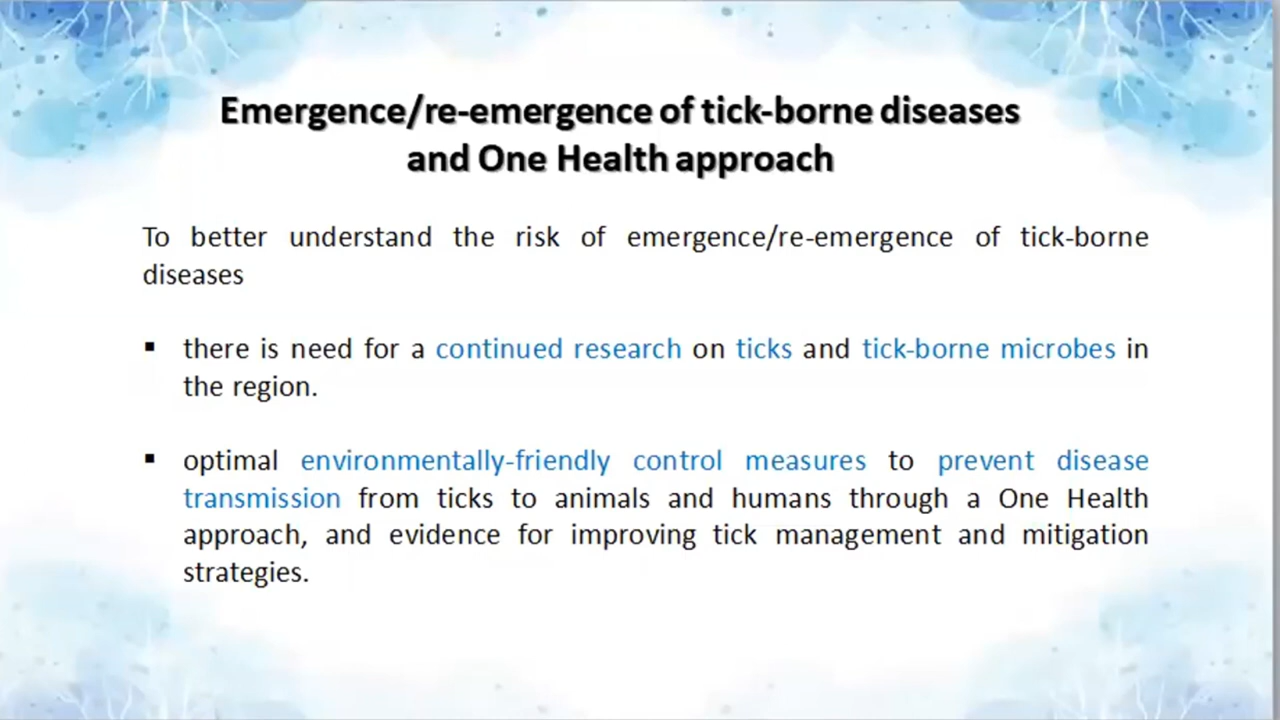 Emergence/re-emergence of tick-borne diseases
and One Health approach
To better understand the risk of emergence/re-emergence of tick-borne
diseases
▪ there is need for a continued research on ticks and tick-borne microbes in
the region.
▪ optimal environmentally-friendly control measures to prevent disease
transmission from ticks to animals and humans through a One Health
approach, and evidence for improving tick management and mitigation
strategies.